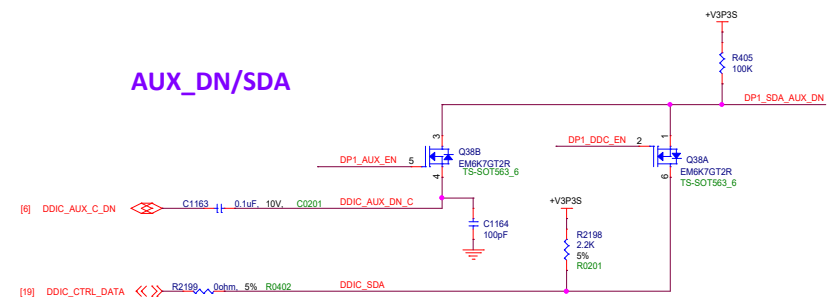 +V3P3S
R405
100K
AUX_DN/SDA
DP1_SDA_AUX_DN
3
1
DP1_AUX_EN 5
Q38B
EM6K7GT2R
TS-SOT563_6
4
DP1_DDC_EN 2
Q38A
EM6K7GT2R
TS-SOT563_6
6
+V3P3S
[6] DDIC_AUX_C_DN C1163 0.1uF, 10V, C0201 DDIC_AUX_DN_C
C1164
100pF
R2198
2.2K
5%
R0201
[19] DDIC_CTRL_DATA R2199 0ohm, 5% R0402 DDIC_SDA